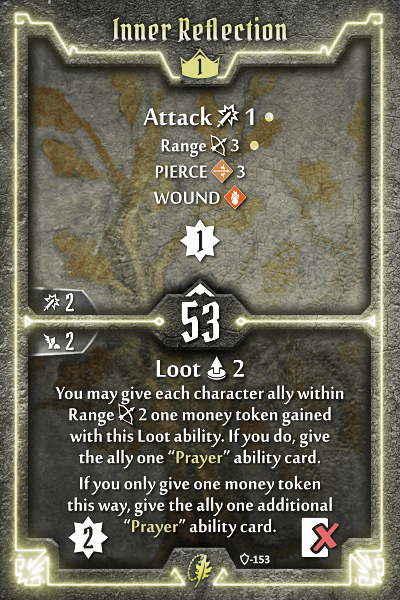 Inner Reflection
1
Attack 1
Range 3
PIERCE 3
WOUND
1
2
53
2
Loot 2
You may give each character ally within
Range 2 one money token gained
with this Loot ability. If you do, give
the ally one “Prayer” ability card.
If you only give one money token
this way, give the ally one additional
“Prayer” ability card.
2
-153